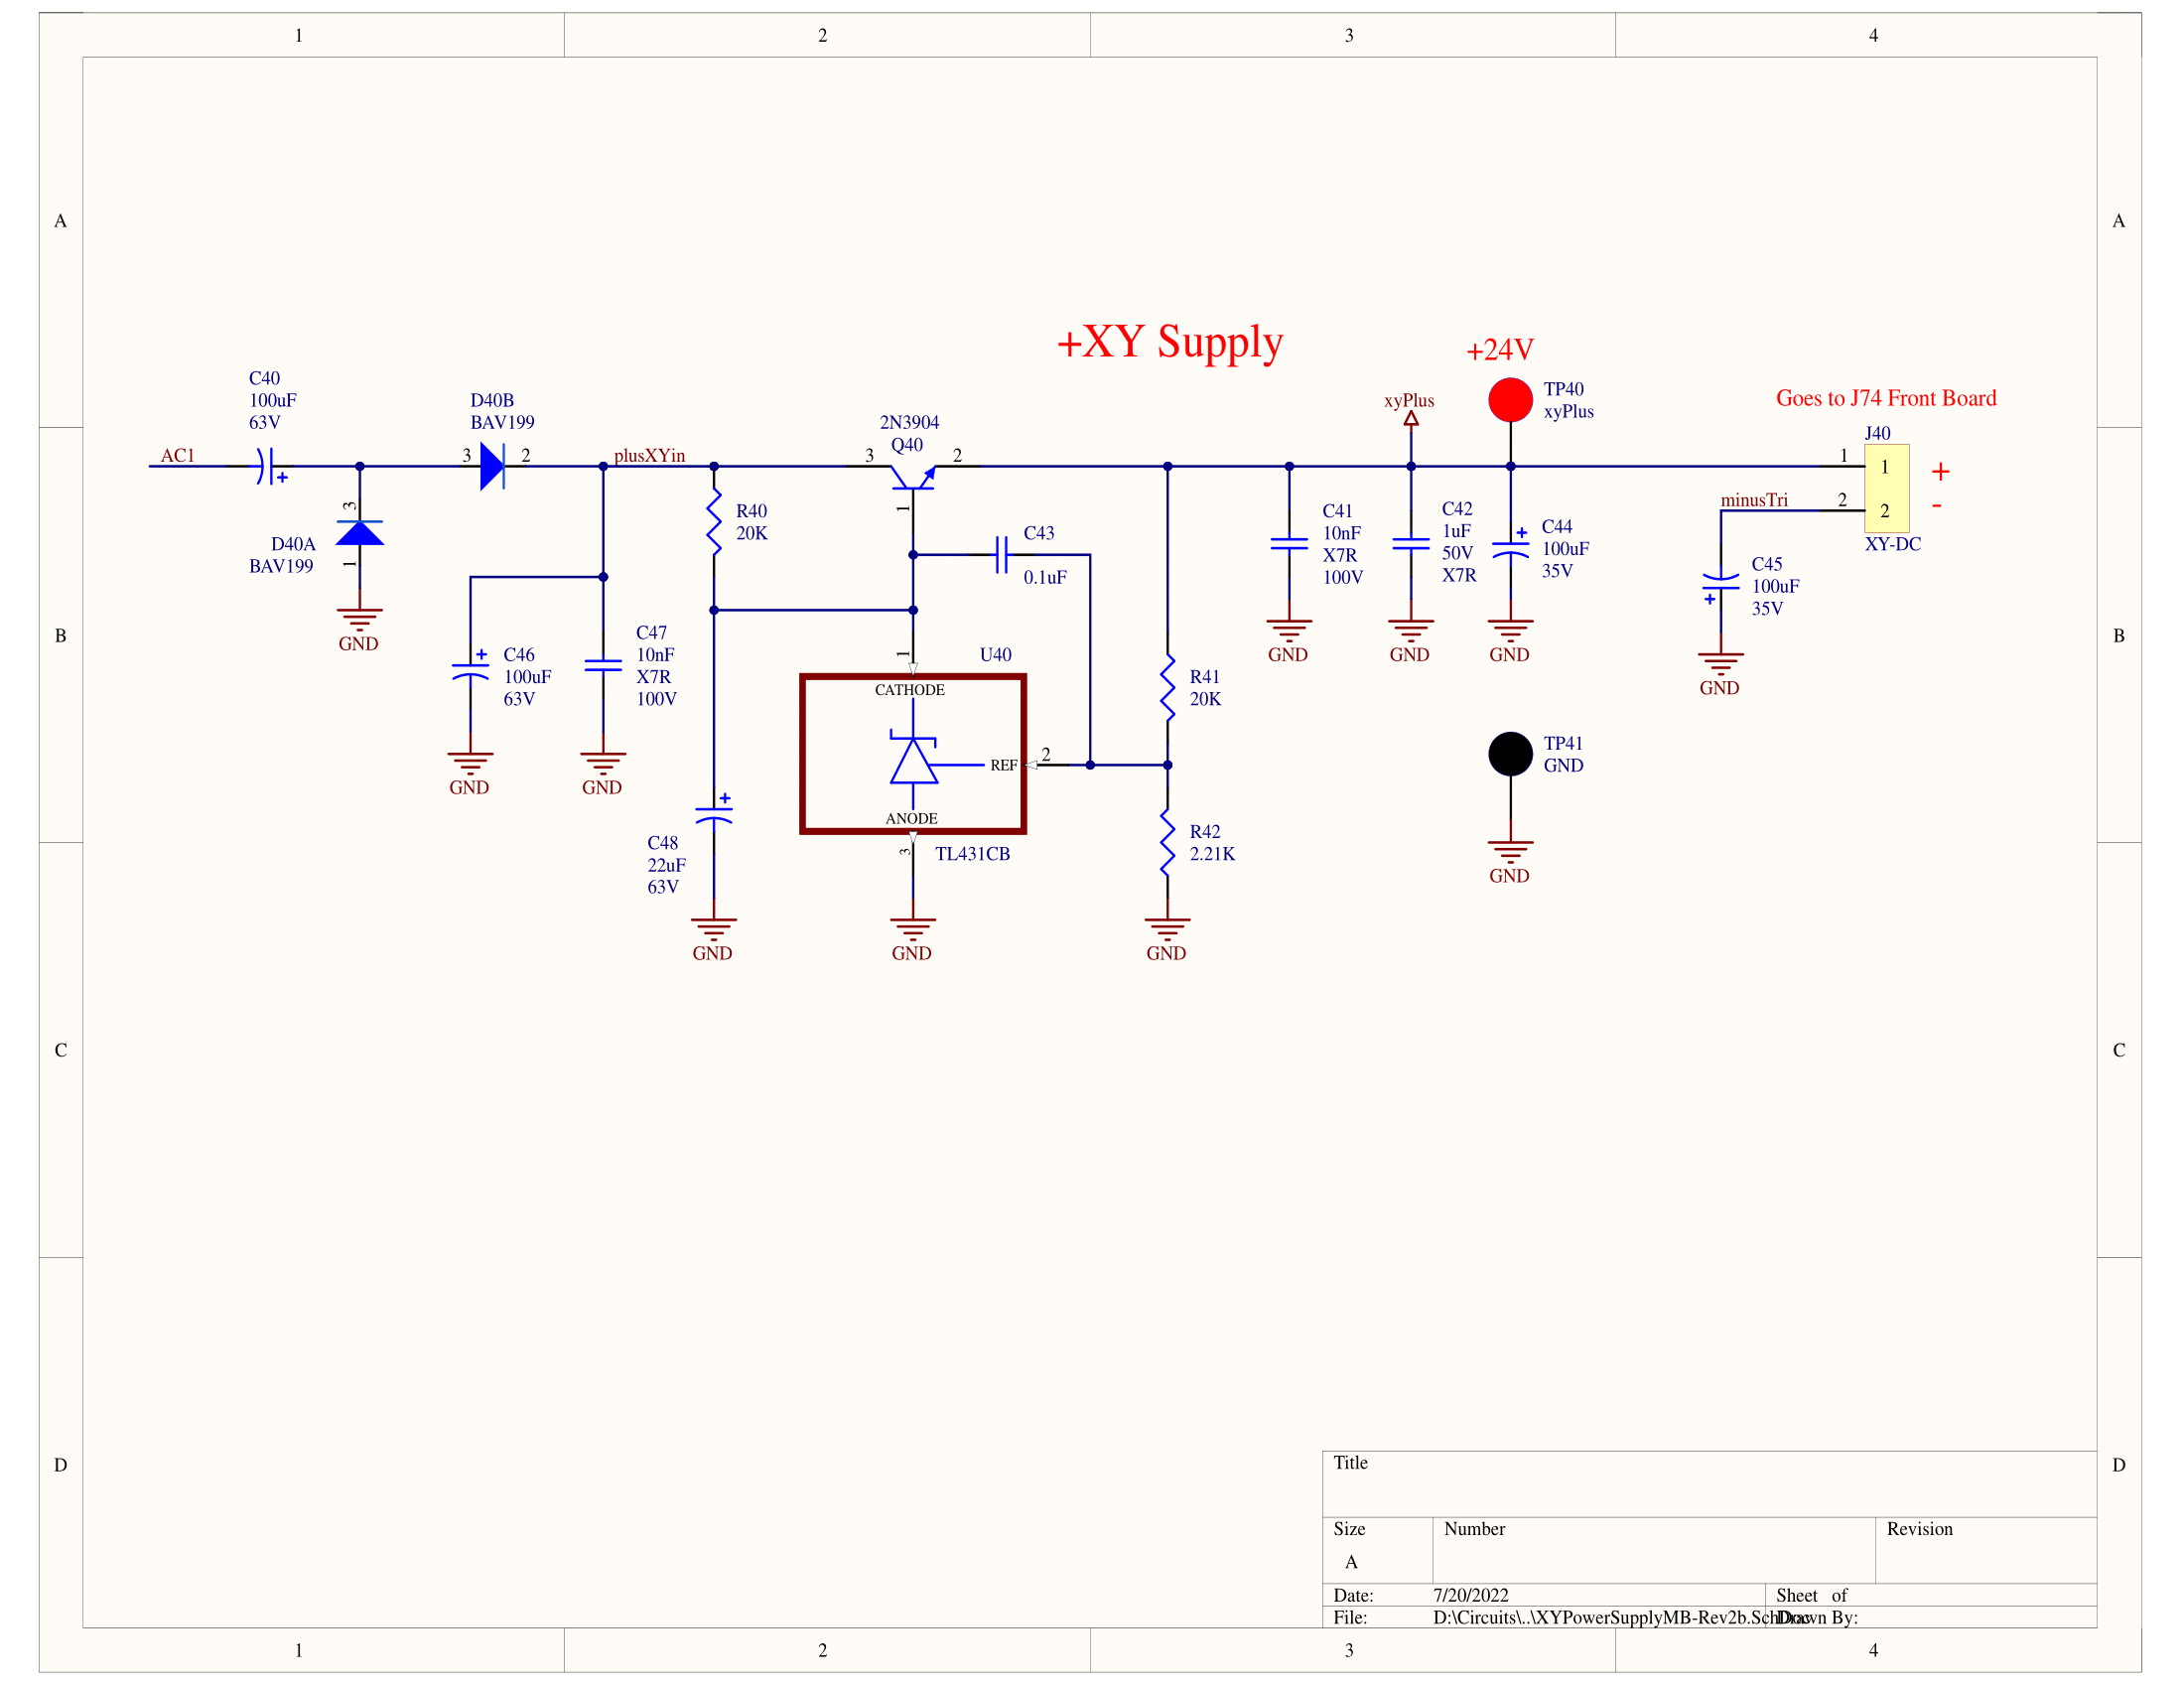 1 2 3 4
A A
+XY Supply
+24V
C40
100uF
63V
D40B
BAV199
2N3904
Q40
xyPlus
TP40
xyPlus
Goes to J74 Front Board
J40
AC1
3 2
plusXYin
3 2
1 1
+
3
R40
20K
1
C43
0.1uF
C41
10nF
X7R
100V
C42
1uF
50V
X7R
C44
100uF
35V
minusTri
2 2
-
XY-DC
D40A
BAV199
1
GND
C45
100uF
35V
GND
B B
C46
100uF
63V
GND
C47
10nF
X7R
100V
GND
1
U40
CATHODE
REF
2
ANODE
3
TL431CB
GND
R41
20K
GND
GND
GND
TP41
GND
GND
C48
22uF
63V
GND
R42
2.21K
GND
C C
D D
Title
Size
A
Number
Revision
Date:
7/20/2022
Sheet of
File:
D:\Circuits\..\XYPowerSupplyMB-Rev2b.SchDoc
Drawn By:
1 2 3 4